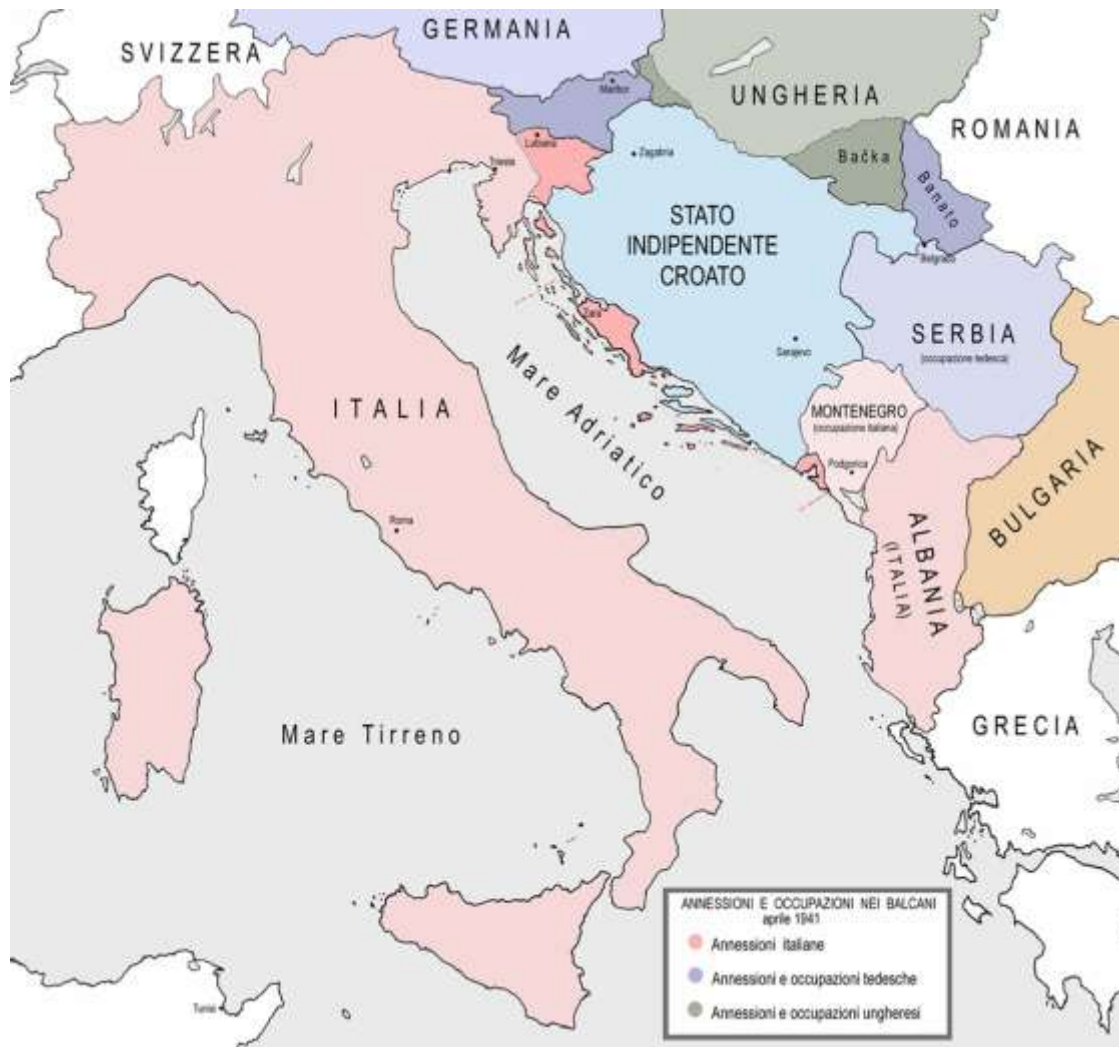 GERMANIA
SVIZZERA
Maribor
UNGHERIA
ROMANIA
Lubiana
Zagabria
Bačka
Trieste
Banato
STATO
INDIPENDENTE
CROATO
Belgrado
Zara
SERBIA
(occupazione tedesca)
Sarajevo
Mare Adriatico
ITALIA
MONTENEGRO
(occupazione italiana)
Podgorica
BULGARIA
Roma
ALBANIA
(ITALIA)
GRECIA
Mare Tirreno
ANNESSIONI E OCCUPAZIONI NEI BALCANI
aprile 1941
Annessioni italiane
Annessioni e occupazioni tedesche
Annessioni e occupazioni ungheresi
Tunisi